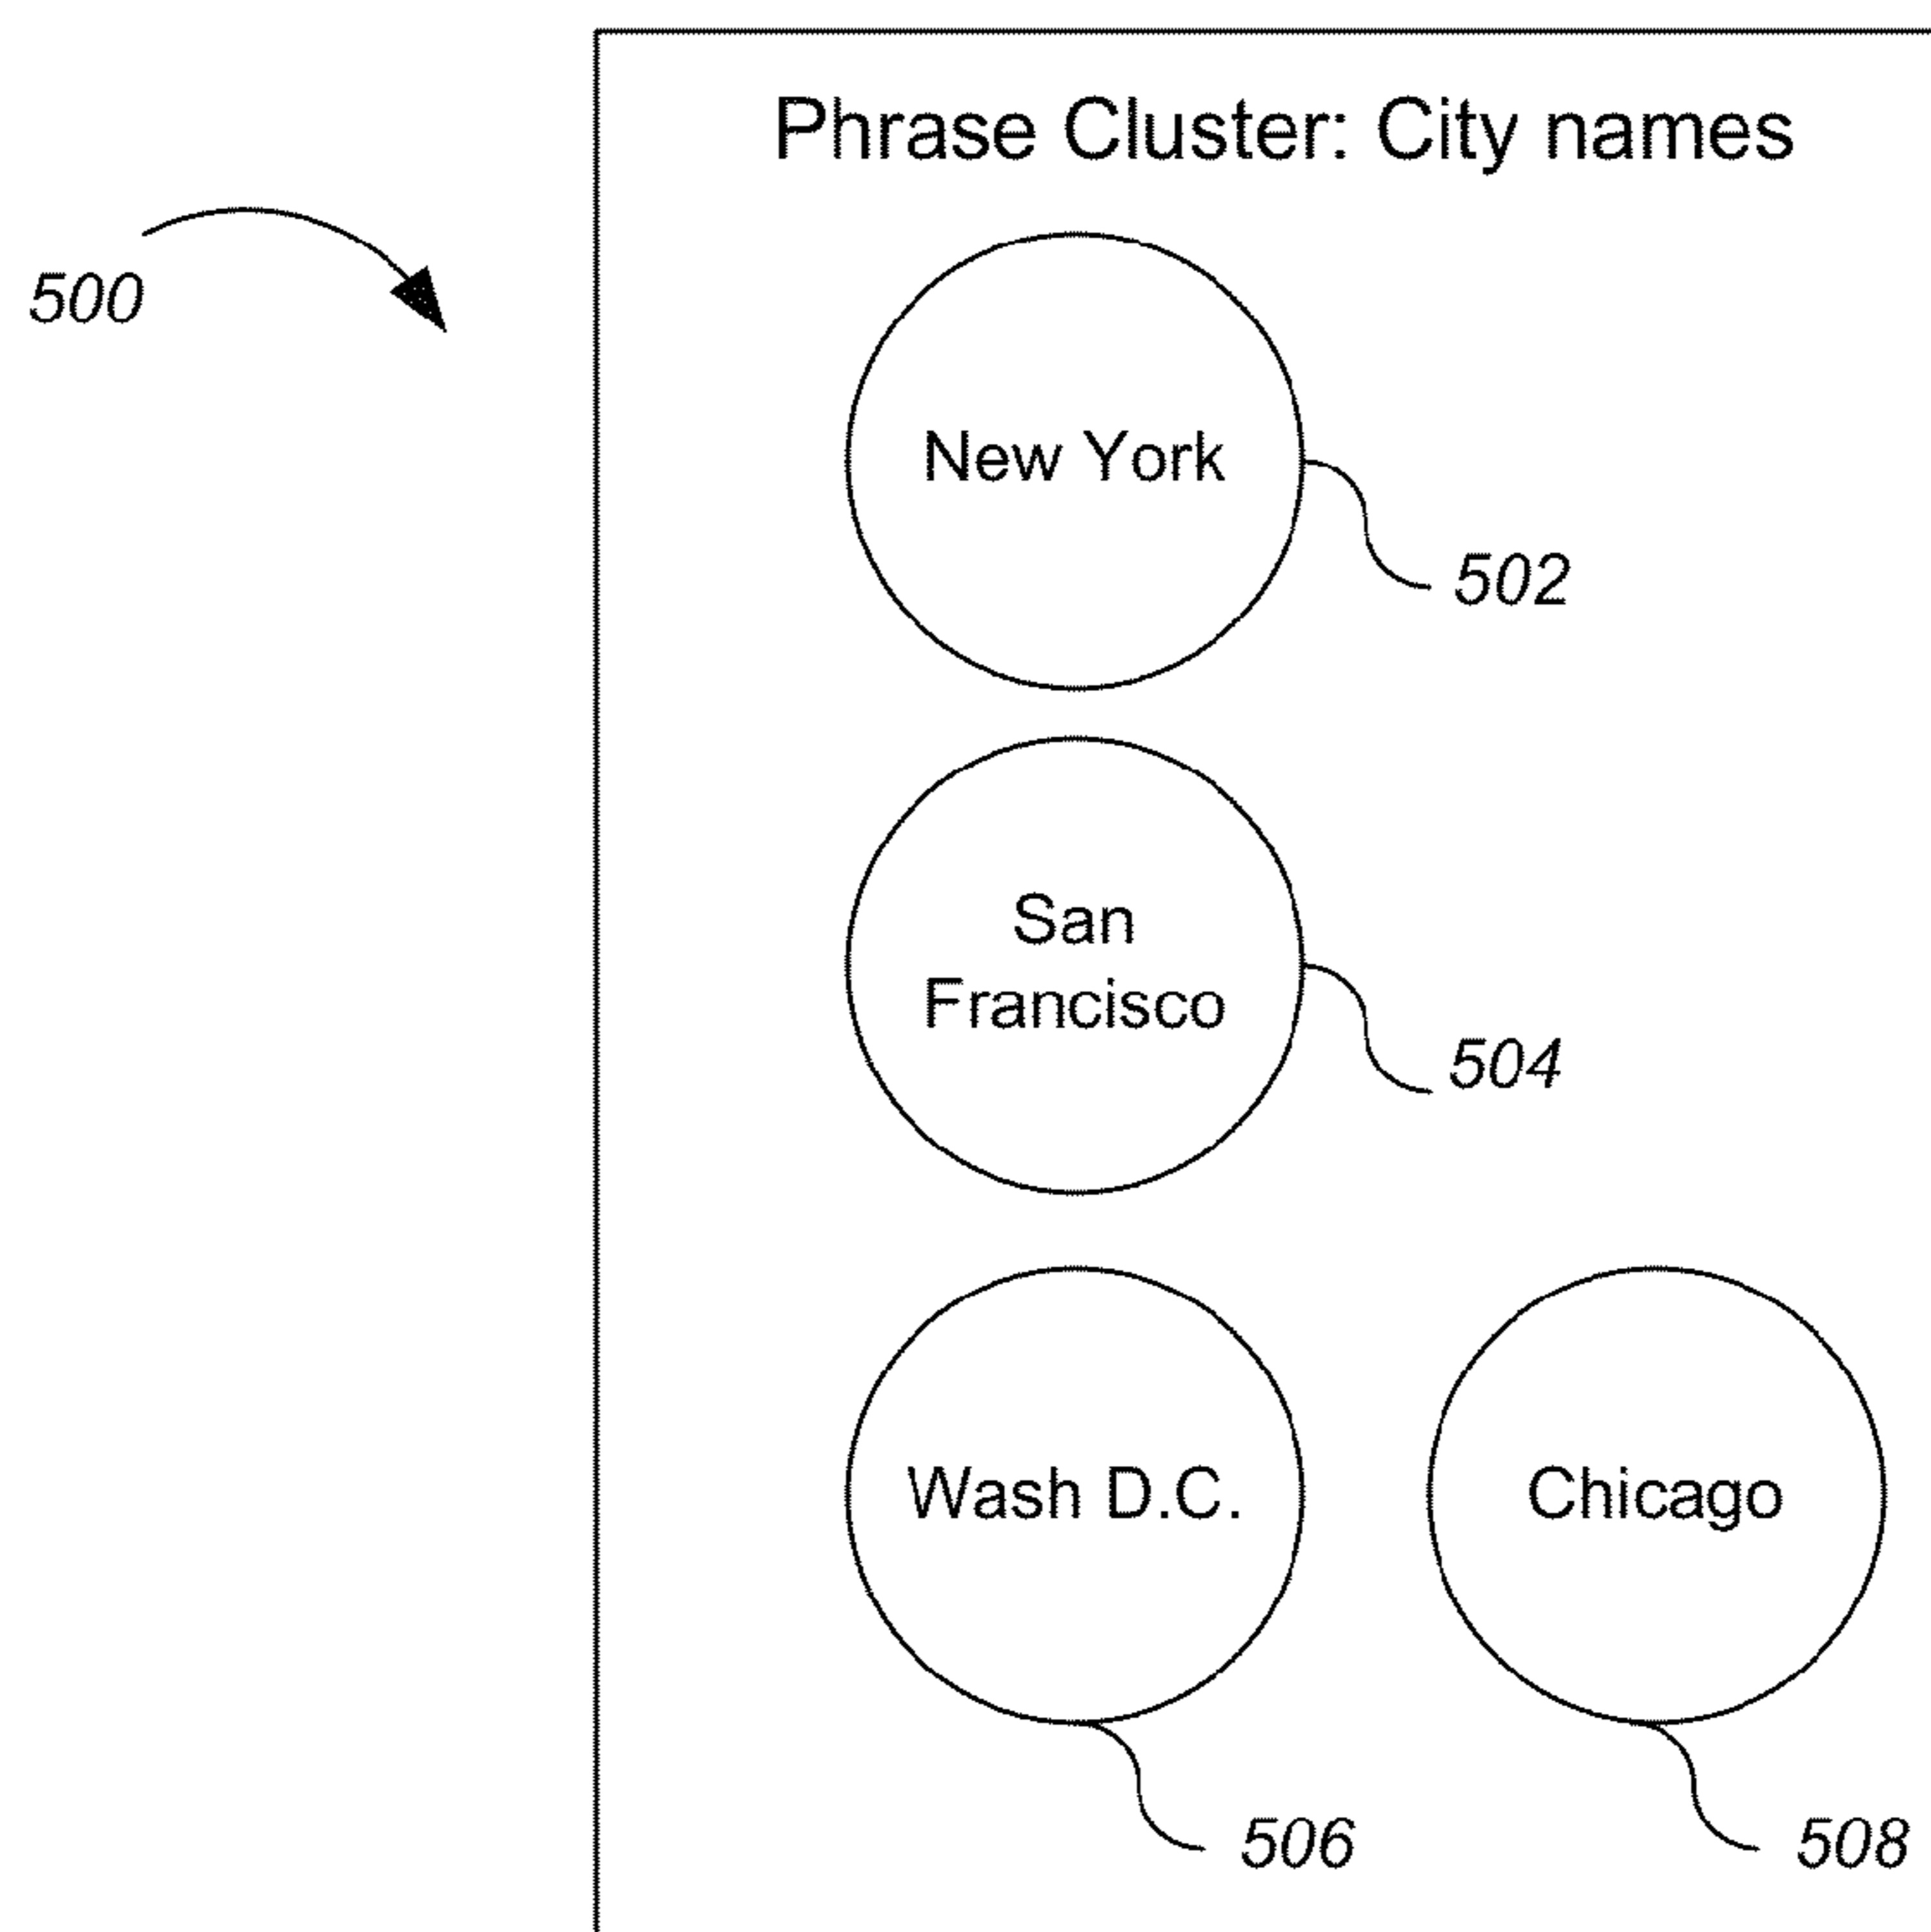 Phrase Cluster: City names
500
New York
502
San
Francisco
504
Wash D.C.
Chicago
506
508